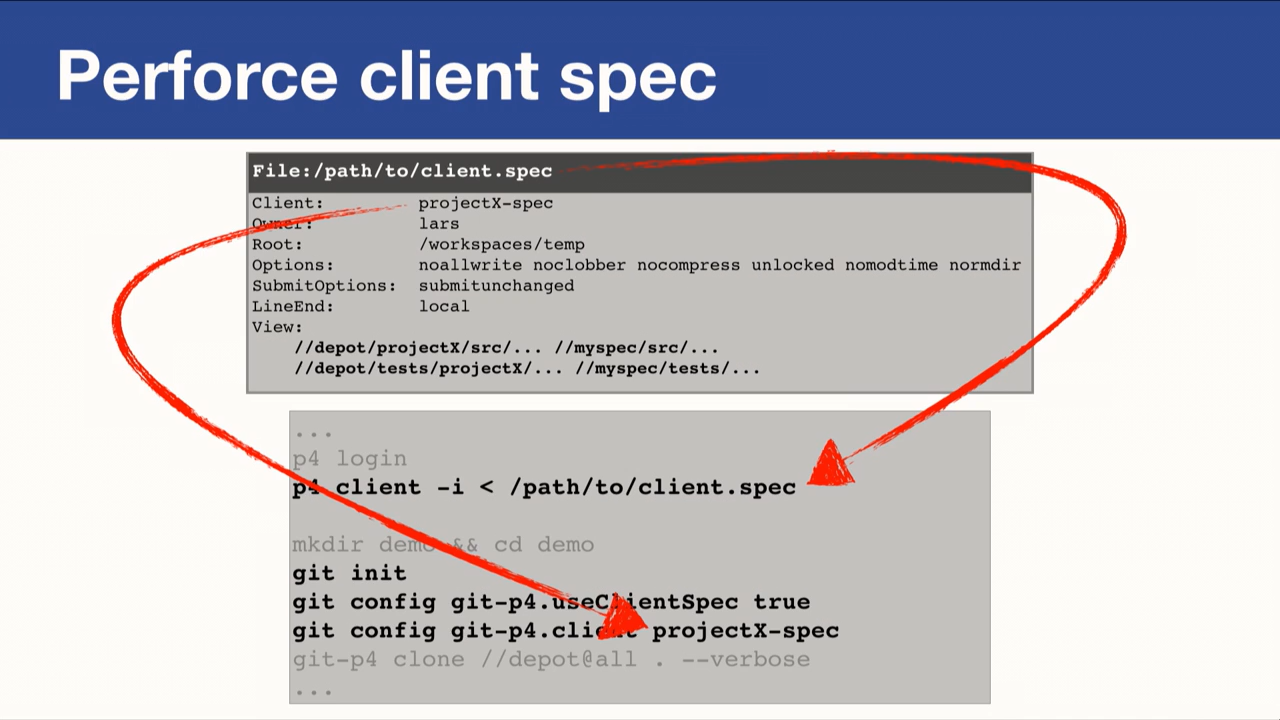 Perforce client spec
File:/path/to/client.spec
Client: projectX-spec
Owner: lars
Root: /workspaces/temp
Options: noallwrite noclobber nocompress unlocked nomodtime normdir
SubmitOptions: submitunchanged
LineEnd: local
View:
//depot/projectX/src/... //myspec/src/...
//depot/tests/projectX/... //myspec/tests/...
...
p4 login
p4 client -i < /path/to/client.spec
mkdir demo && cd demo
git init
git config git-p4.useClientSpec true
git config git-p4.client projectX-spec
git-p4 clone //depot@all . --verbose
...